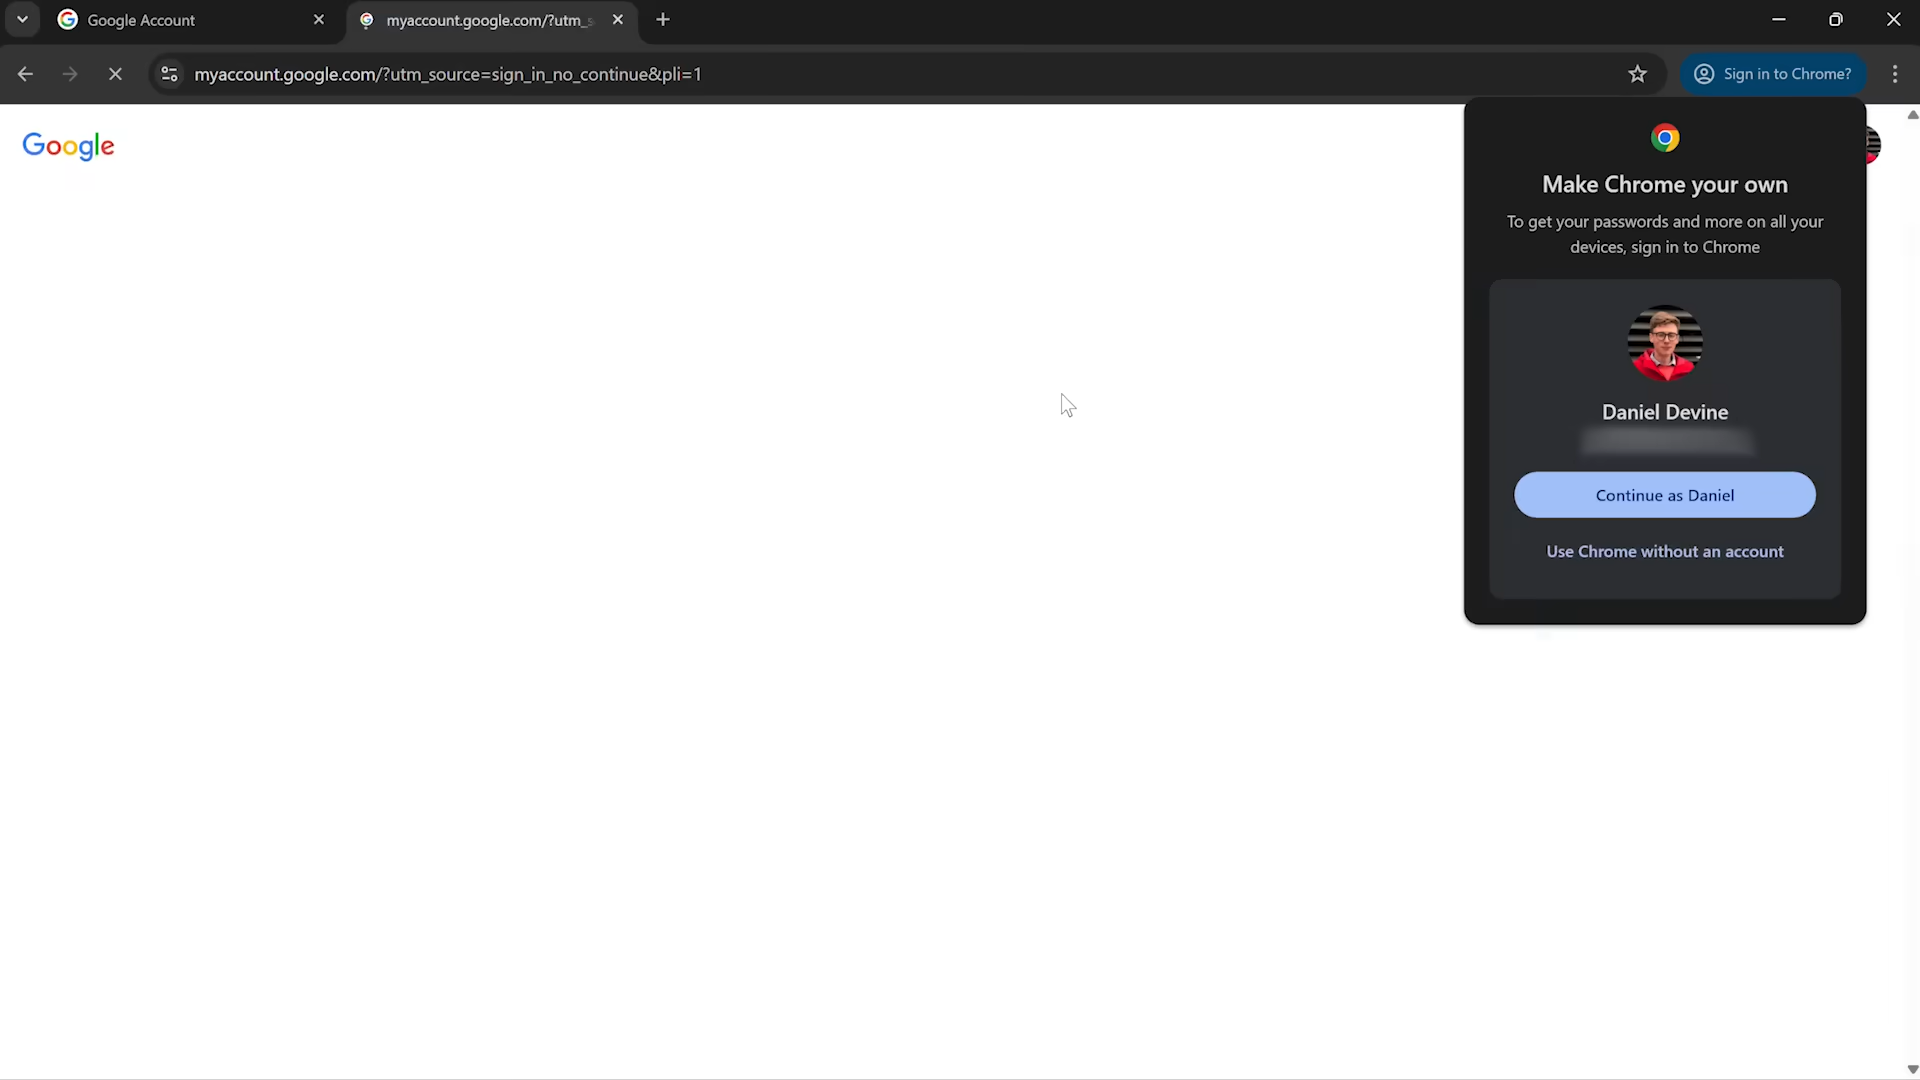 Google Account
myaccount.google.com/?utm_s
myaccount.google.com/?utm_source=sign_in_no_continue&pli=1
Sign in to Chrome?
Google
Make Chrome your own
To get your passwords and more on all your
devices, sign in to Chrome
Daniel Devine
Continue as Daniel
Use Chrome without an account